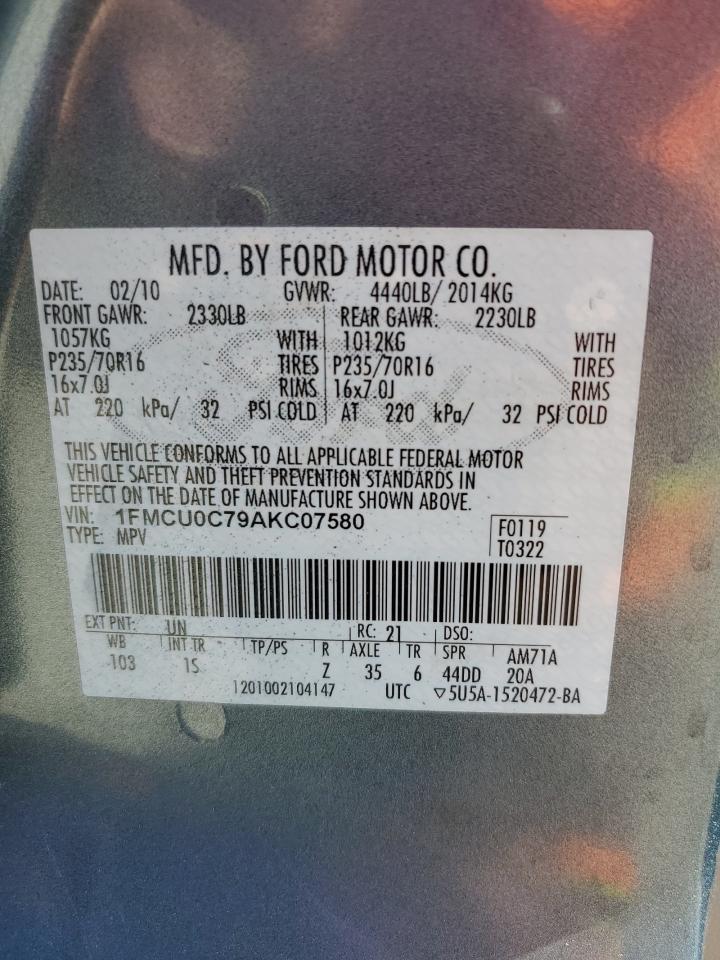 MFD. BY FORD MOTOR CO.
DATE: 02/10 GVWR: 4440LB/ 2014KG
FRONT GAWR: 2330LB REAR GAWR: 2230LB
1057KG WITH 1012KG WITH
P235/70R16 TIRES P235/70R16 TIRES
16x7.0J RIMS 16x7.0J RIMS
AT 220 kPa/ 32 PSI COLD AT 220 kPa/ 32 PSI COLD
THIS VEHICLE CONFORMS TO ALL APPLICABLE FEDERAL MOTOR
VEHICLE SAFETY AND THEFT PREVENTION STANDARDS IN
EFFECT ON THE DATE OF MANUFACTURE SHOWN ABOVE.
VIN: 1FMCU0C79AKC07580 F0119
TYPE: MPV T0322
EXT PNT: UN RC: 21 DSO:
WB INT TR TP/PS R AXLE TR SPR AM71A
103 1S Z 35 6 44DD 20A
1201002104147 UTC ▽5U5A-1520472-BA